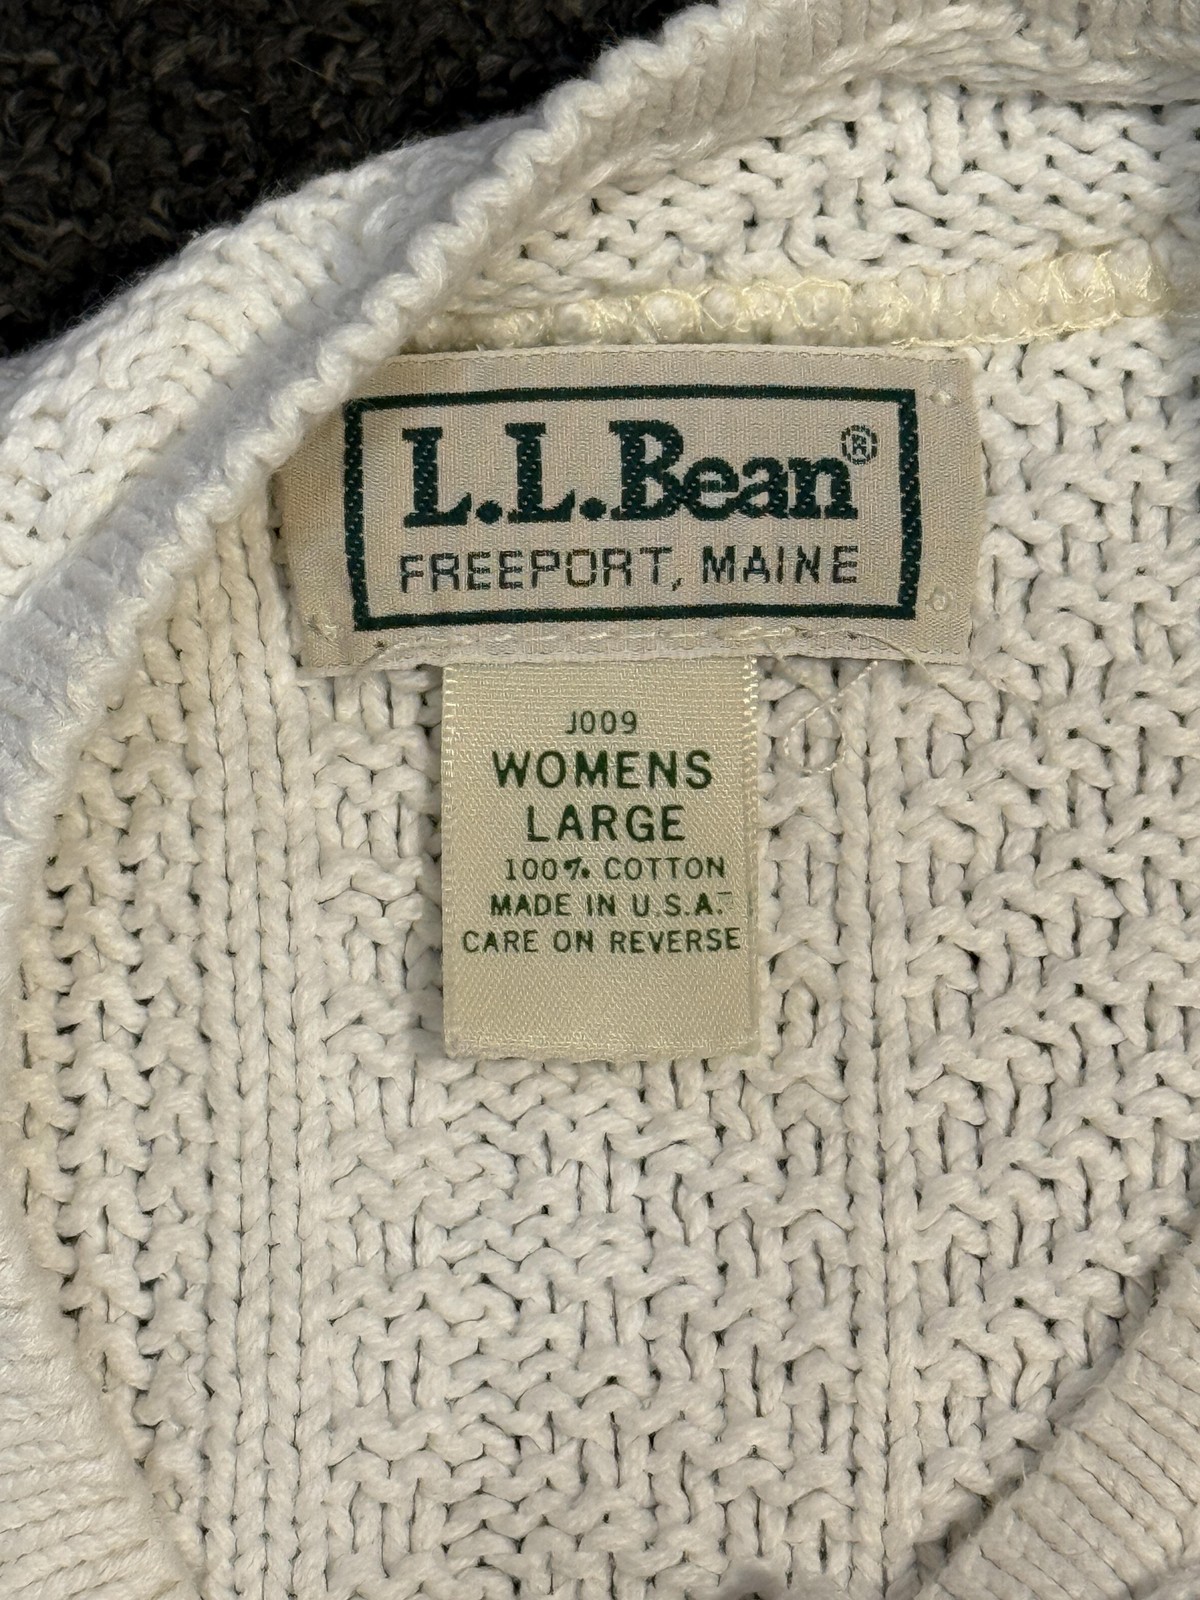 L.L.Bean®
FREEPORT, MAINE
J009
WOMENS
LARGE
100% COTTON
MADE IN U.S.A.
CARE ON REVERSE